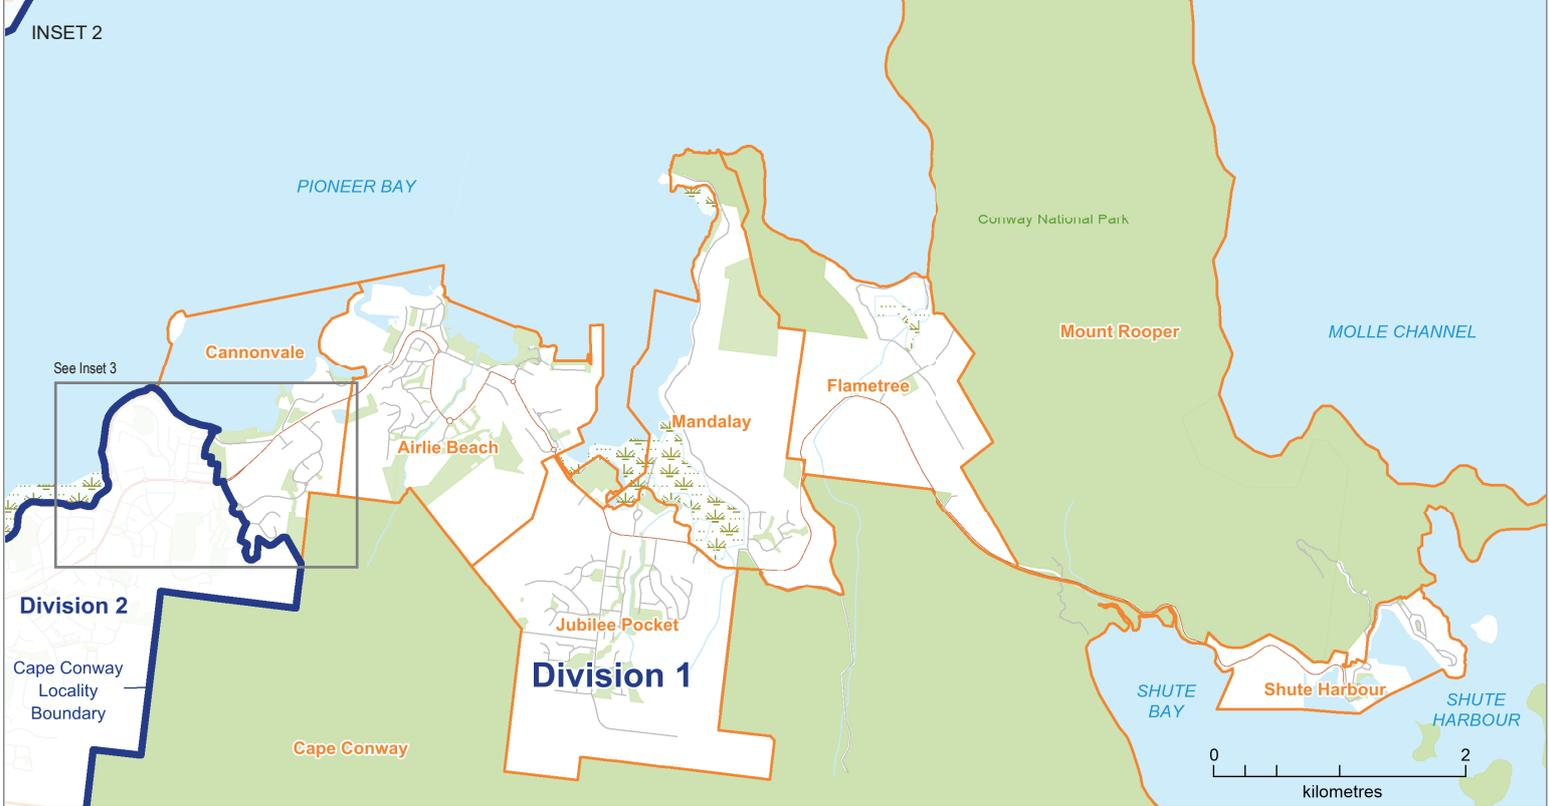 INSET 2
PIONEER BAY
Conway National Park
Mount Rooper
MOLLE CHANNEL
Cannonvale
See Inset 3
Flametree
Mandalay
Airlie Beach
Division 2
Jubilee Pocket
Division 1
Cape Conway
Locality
Boundary
Cape Conway
SHUTE
BAY
Shute Harbour
SHUTE
HARBOUR
0 2
kilometres